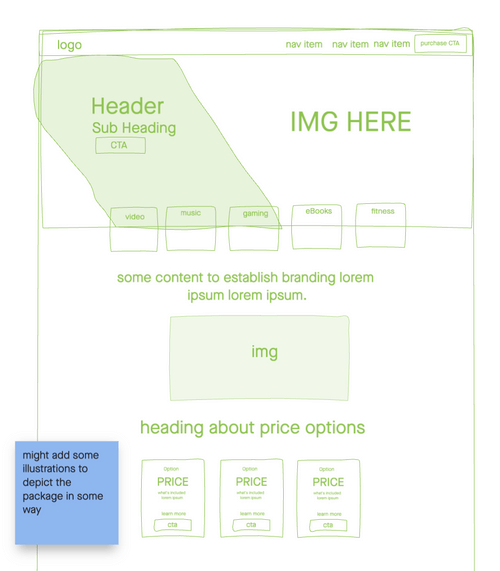 logo
nav item nav item nav item purchase CTA
Header
Sub Heading
CTA
IMG HERE
video music gaming eBooks fitness
some content to establish branding lorem
ipsum lorem ipsum.
img
heading about price options
might add some
illustrations to
depict the
package in some
way
Option
PRICE
what's included
lorem ipsum
learn more
cta
Option
PRICE
what's included
lorem ipsum
learn more
cta
Option
PRICE
what's included
lorem ipsum
learn more
cta